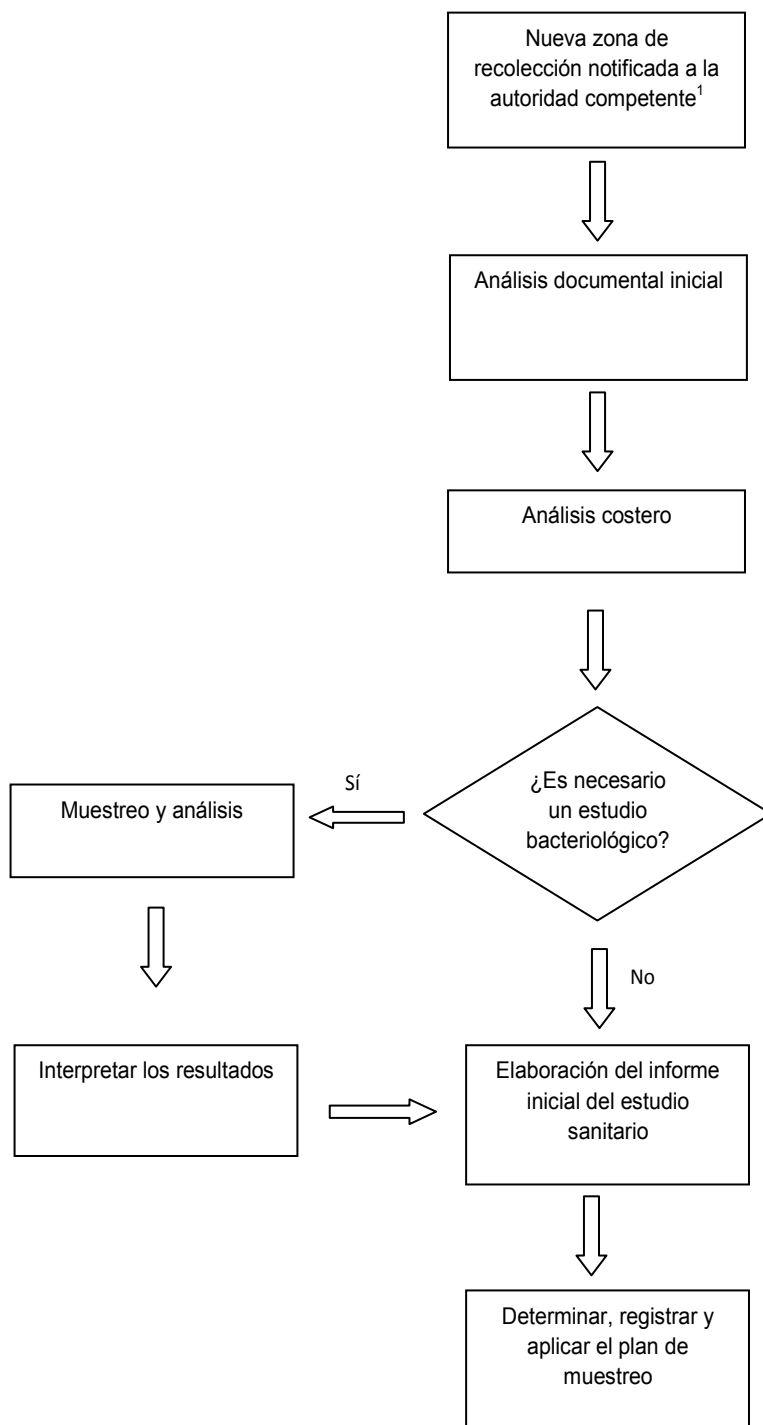 Nueva zona de
recolección notificada a la
autoridad competente¹
Análisis documental inicial
Análisis costero
¿Es necesario
un estudio
bacteriológico?
Sí
Muestreo y análisis
No
Interpretar los resultados
Elaboración del informe
inicial del estudio
sanitario
Determinar, registrar y
aplicar el plan de
muestreo